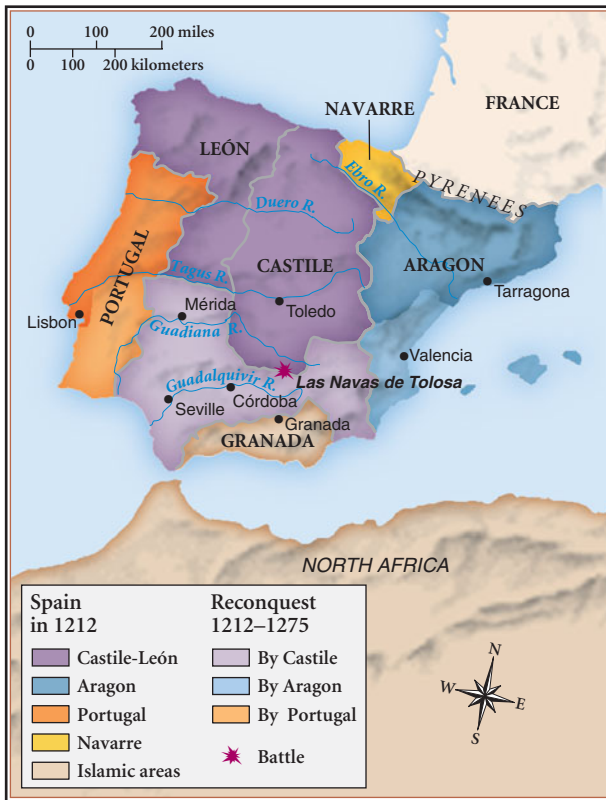 0 100 200 miles
0 100 200 kilometers
FRANCE
NAVARRE
LEÓN
Ebro R.
PYRENEES
Duero R.
PORTUGAL
CASTILE
ARAGON
Tagus R.
Tarragona
Mérida
Toledo
Lisbon
Guadiana R.
Valencia
Las Navas de Tolosa
Guadalquivir R.
Córdoba
Seville
Granada
GRANADA
NORTH AFRICA
Spain
in 1212
Castile-León
Aragon
Portugal
Navarre
Islamic areas
Reconquest
1212–1275
By Castile
By Aragon
By Portugal
Battle
N
W
E
S